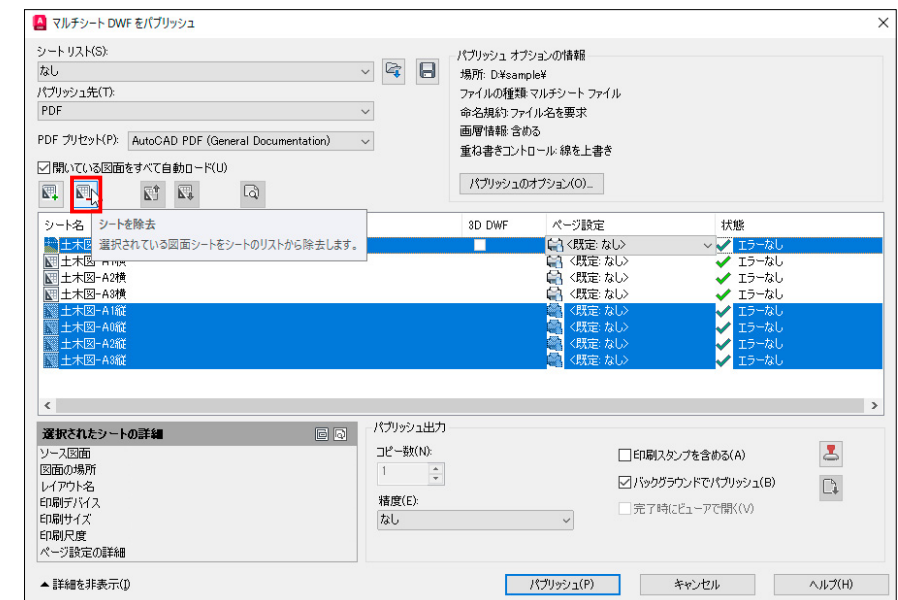 マルチシート DWF をパブリッシュ
シート リスト(S):
なし
パブリッシュ先(T):
PDF
PDF プリセット(P): AutoCAD PDF (General Documentation)
開いている図面をすべて自動ロード(U)
パブリッシュ オプションの情報
場所: D:¥sample¥
ファイルの種類: マルチシート ファイル
命名規約: ファイル名を要求
画層情報: 含める
重ね書きコントロール: 線を上書き
パブリッシュのオプション(O)...
シート名 3D DWF ページ設定 状態
シートを除去
選択されている図面シートをシートのリストから除去します。
土木図 <既定: なし> エラーなし
土木図-A1横 <既定: なし> エラーなし
土木図-A2横 <既定: なし> エラーなし
土木図-A3横 <既定: なし> エラーなし
土木図-A1縦 <既定: なし> エラーなし
土木図-A0縦 <既定: なし> エラーなし
土木図-A2縦 <既定: なし> エラーなし
土木図-A3縦 <既定: なし> エラーなし
選択されたシートの詳細
ソース図面
図面の場所
レイアウト名
印刷デバイス
印刷サイズ
印刷尺度
ページ設定の詳細
パブリッシュ出力
コピー数(N):
1
精度(E):
なし
印刷スタンプを含める(A)
バックグラウンドでパブリッシュ(B)
完了時にビューアで開く(V)
詳細を非表示(I)
パブリッシュ(P) キャンセル ヘルプ(H)